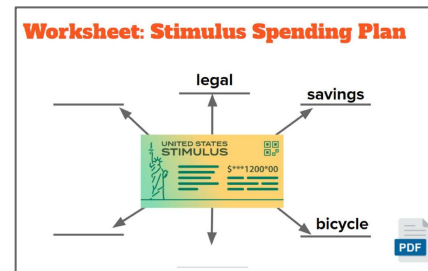 Worksheet: Stimulus Spending Plan
legal
savings
UNITED STATES
STIMULUS
$***1200*00
bicycle
PDF